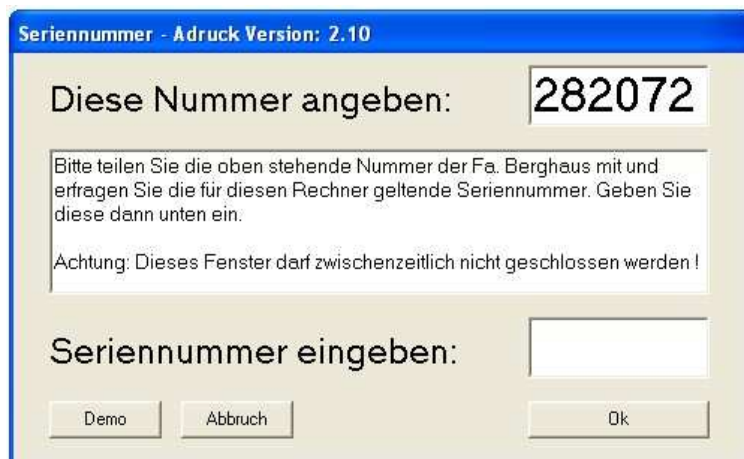 Seriennummer - Adruck Version: 2.10
Diese Nummer angeben: 282072
Bitte teilen Sie die oben stehende Nummer der Fa. Berghaus mit und
erfragen Sie die für diesen Rechner geltende Seriennummer. Geben Sie
diese dann unten ein.
Achtung: Dieses Fenster darf zwischenzeitlich nicht geschlossen werden !
Seriennummer eingeben:
Demo Abbruch Ok